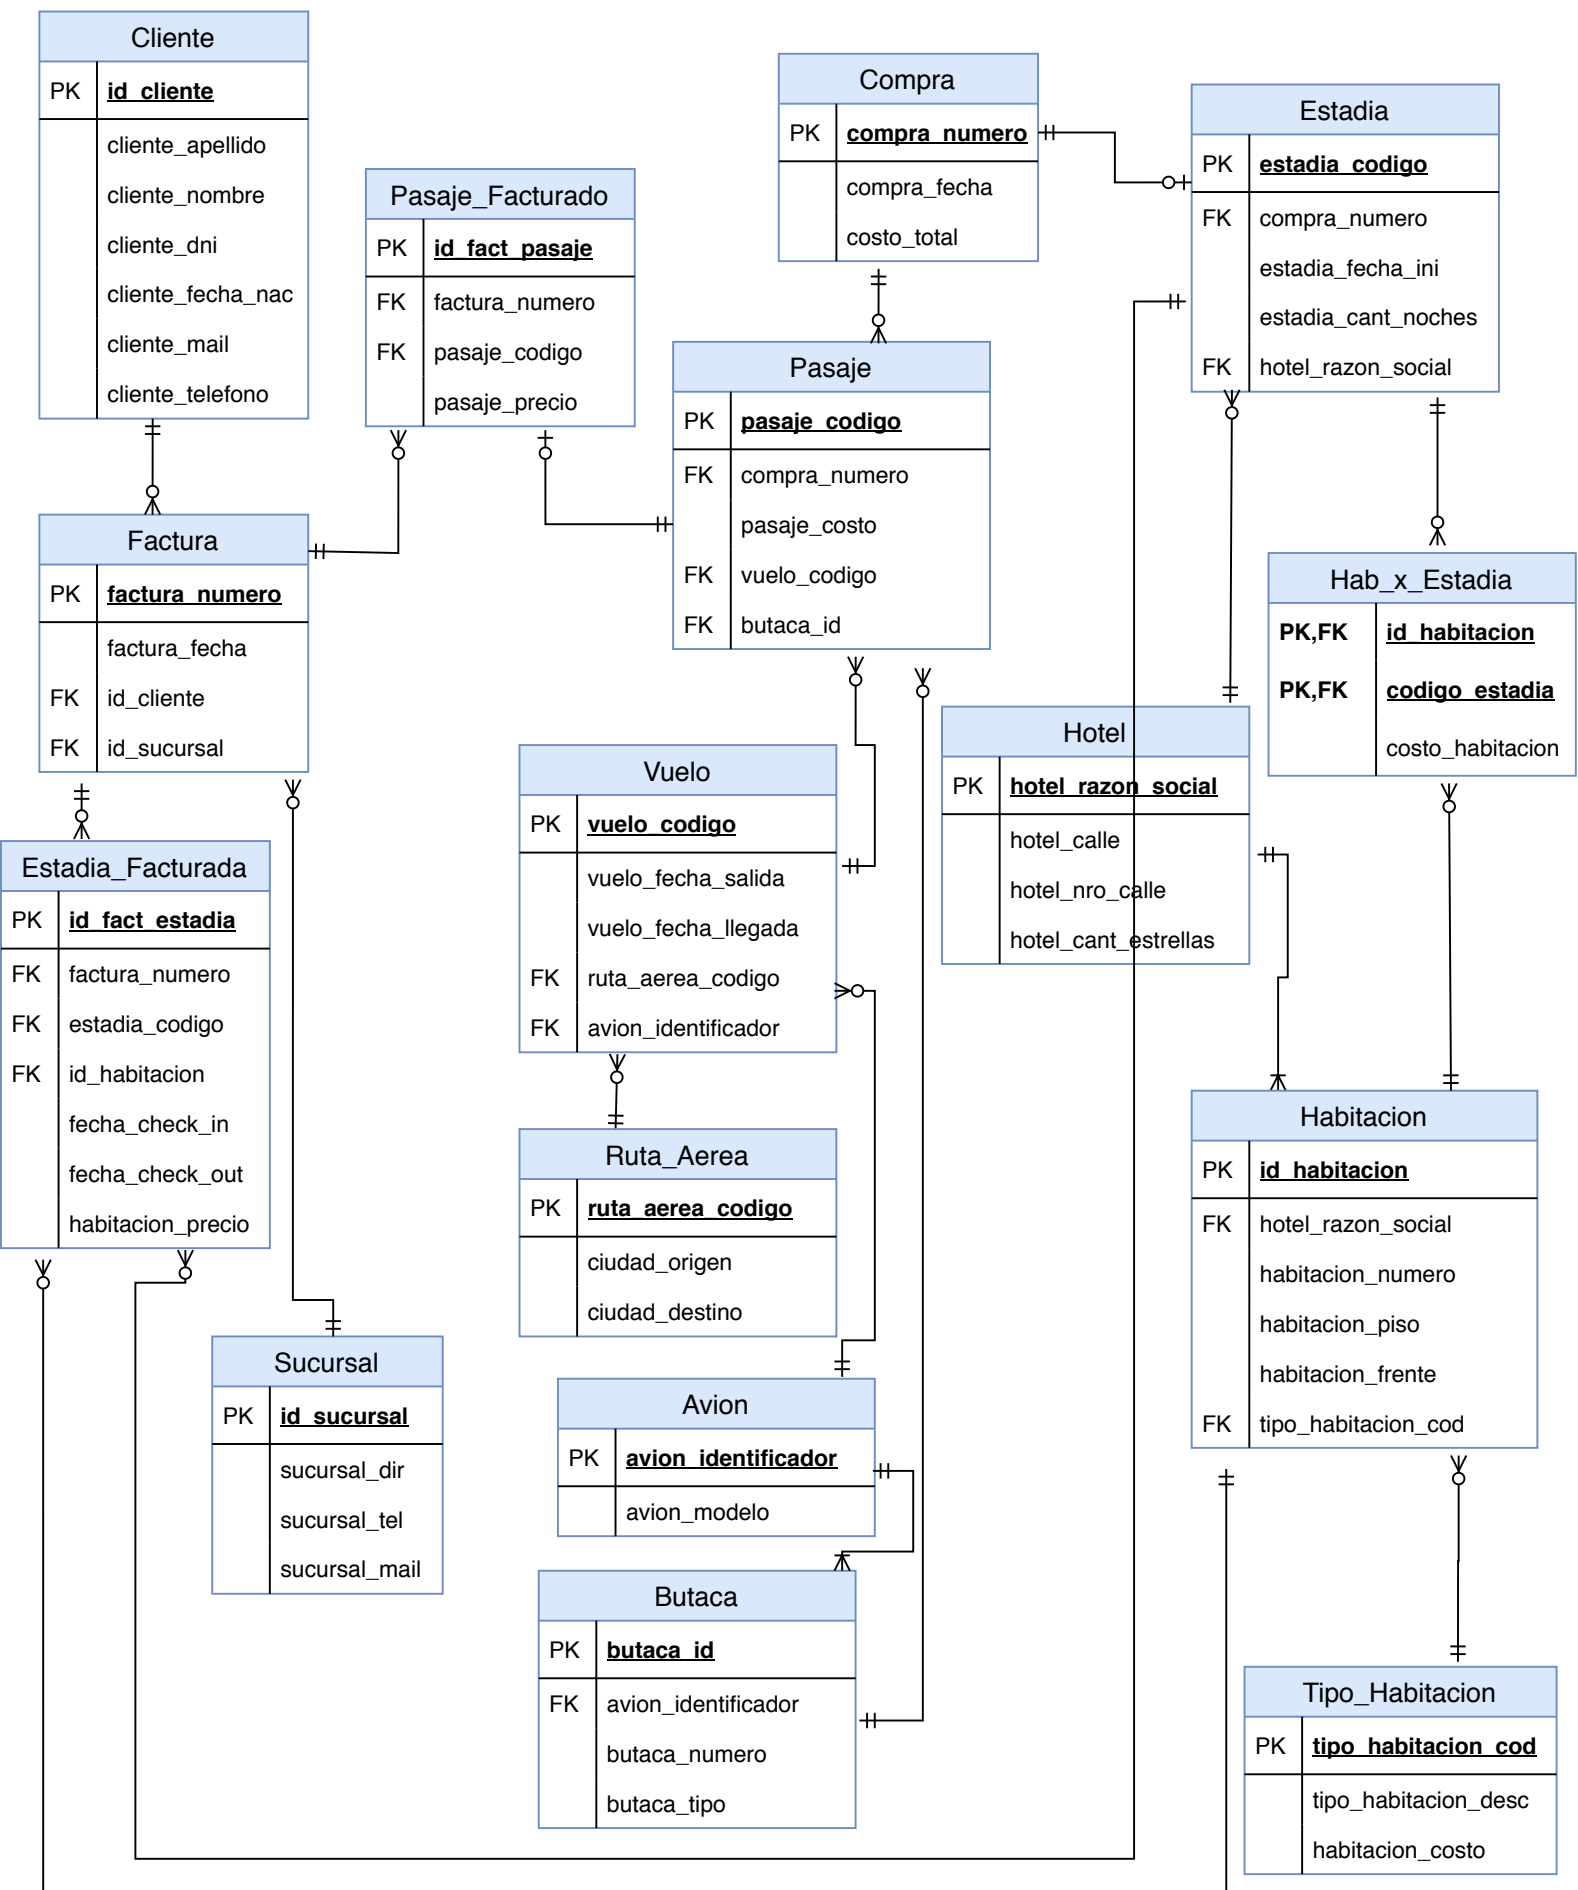 Cliente
PK id_cliente
cliente_apellido
cliente_nombre
cliente_dni
cliente_fecha_nac
cliente_mail
cliente_telefono
Pasaje_Facturado
PK id_fact_pasaje
FK factura_numero
FK pasaje_codigo
pasaje_precio
Compra
PK compra_numero
compra_fecha
costo_total
Estadia
PK estadia_codigo
FK compra_numero
estadia_fecha_ini
estadia_cant_noches
FK hotel_razon_social
Pasaje
PK pasaje_codigo
FK compra_numero
pasaje_costo
FK vuelo_codigo
FK butaca_id
Factura
PK factura_numero
factura_fecha
FK id_cliente
FK id_sucursal
Hab_x_Estadia
PK,FK id_habitacion
PK,FK codigo_estadia
costo_habitacion
Vuelo
PK vuelo_codigo
vuelo_fecha_salida
vuelo_fecha_llegada
FK ruta_aerea_codigo
FK avion_identificador
Hotel
PK hotel_razon_social
hotel_calle
hotel_nro_calle
hotel_cant_estrellas
Estadia_Facturada
PK id_fact_estadia
FK factura_numero
FK estadia_codigo
FK id_habitacion
fecha_check_in
fecha_check_out
habitacion_precio
Ruta_Aerea
PK ruta_aerea_codigo
ciudad_origen
ciudad_destino
Habitacion
PK id_habitacion
FK hotel_razon_social
habitacion_numero
habitacion_piso
habitacion_frente
FK tipo_habitacion_cod
Sucursal
PK id_sucursal
sucursal_dir
sucursal_tel
sucursal_mail
Avion
PK avion_identificador
avion_modelo
Butaca
PK butaca_id
FK avion_identificador
butaca_numero
butaca_tipo
Tipo_Habitacion
PK tipo_habitacion_cod
tipo_habitacion_desc
habitacion_costo